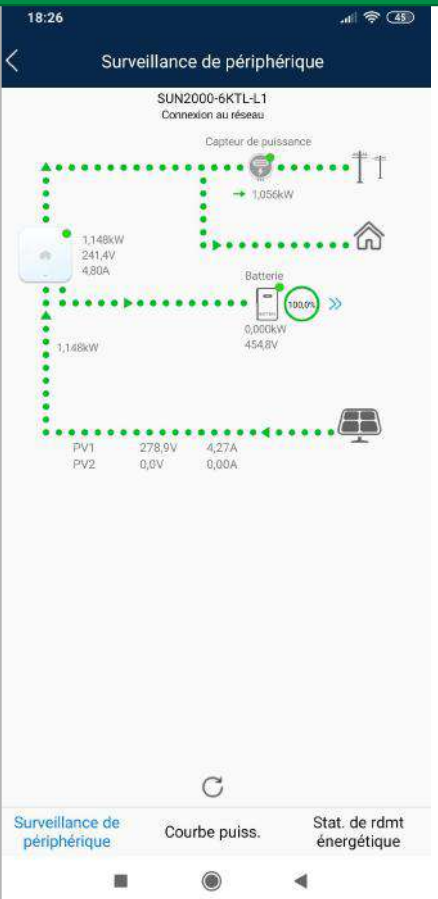 18:26
45
Surveillance de périphérique
SUN2000-6KTL-L1
Connexion au réseau
Capteur de puissance
1,056kW
1,148kW
241,4V
4,80A
Batterie
100,0%
0,000kW
454,8V
1,148kW
PV1 278,9V 4,27A
PV2 0,0V 0,00A
Surveillance de périphérique
Courbe puiss.
Stat. de rdmt énergétique